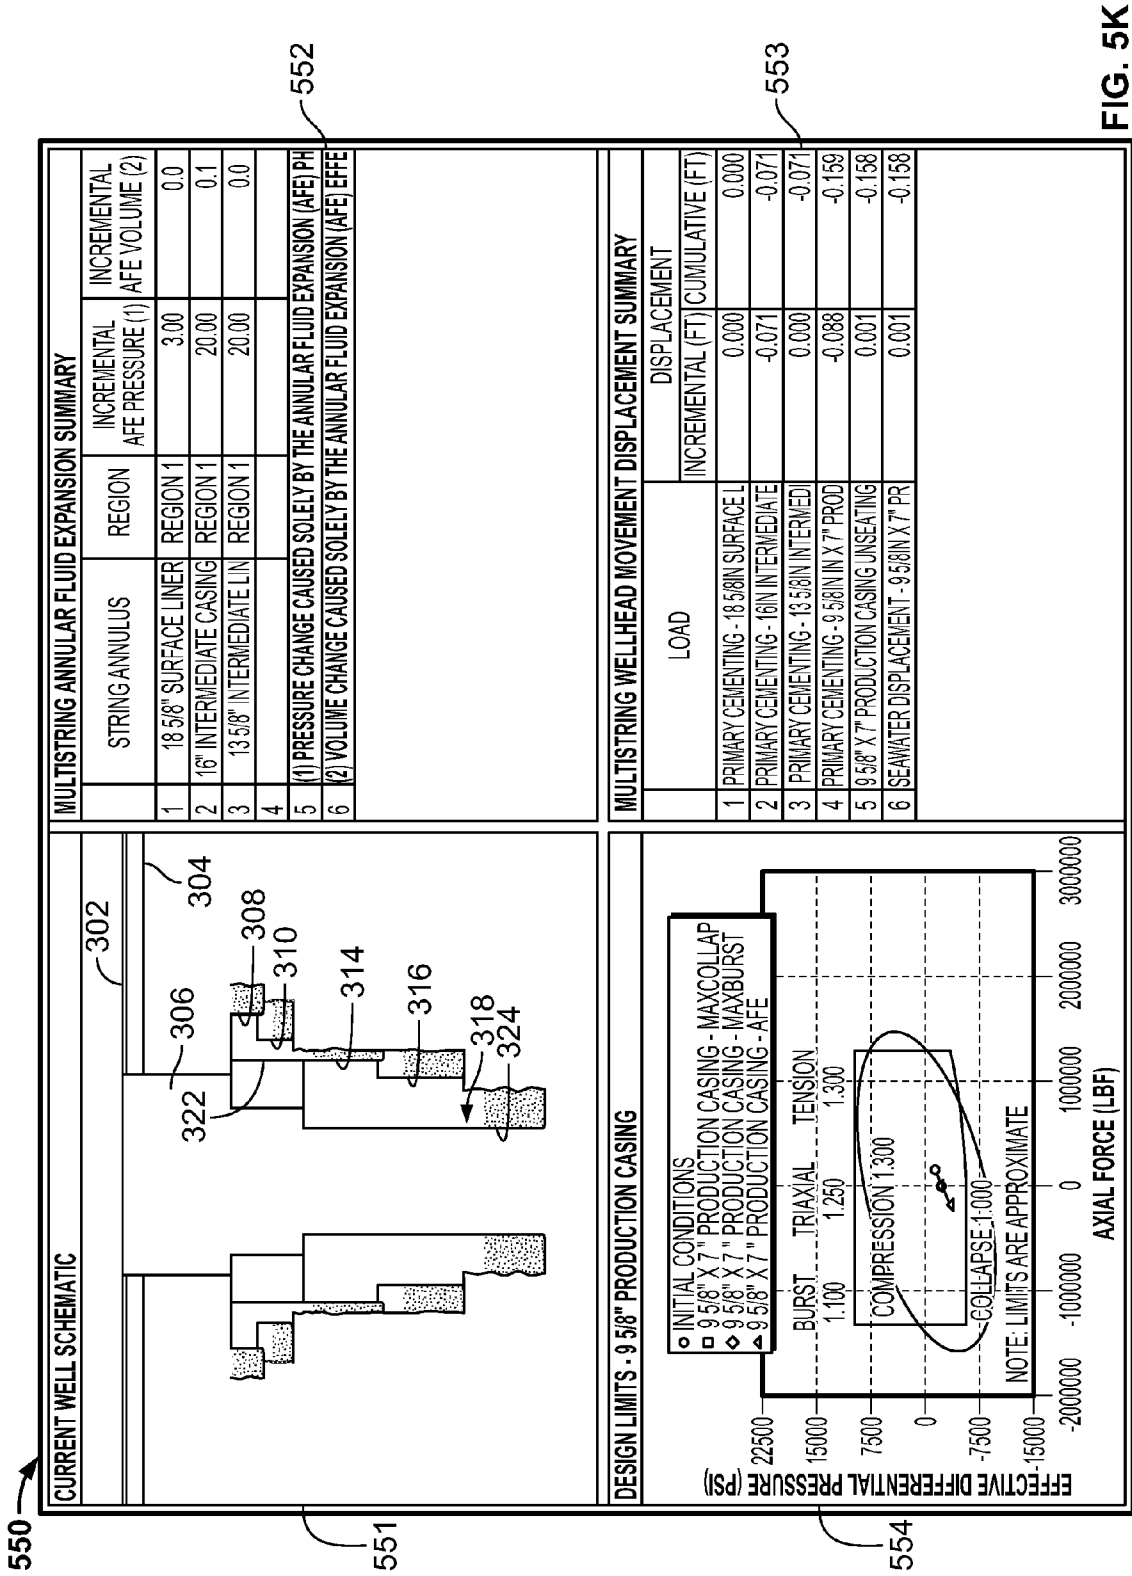 550
CURRENT WELL SCHEMATIC
302
304
306
308
310
322
314
316
318
324
551
MULTISTRING ANNULAR FLUID EXPANSION SUMMARY
STRING ANNULUS REGION INCREMENTAL AFE PRESSURE (1) INCREMENTAL AFE VOLUME (2)
1 18 5/8" SURFACE LINER REGION 1 3.00 0.0
2 16" INTERMEDIATE CASING REGION 1 20.00 0.1
3 13 5/8" INTERMEDIATE LIN REGION 1 20.00 0.0
4
5 (1) PRESSURE CHANGE CAUSED SOLELY BY THE ANNULAR FLUID EXPANSION (AFE) PH
6 (2) VOLUME CHANGE CAUSED SOLELY BY THE ANNULAR FLUID EXPANSION (AFE) EFFE
552
DESIGN LIMITS - 9 5/8" PRODUCTION CASING
INITIAL CONDITIONS
9 5/8" X 7" PRODUCTION CASING - MAXCOLLAP
9 5/8" X 7" PRODUCTION CASING - MAXBURST
9 5/8" X 7" PRODUCTION CASING - AFE
EFFECTIVE DIFFERENTIAL PRESSURE (PSI)
22500
15000
7500
0
-7500
-15000
BURST TRIAXIAL TENSION
1.100 1.250 1.300
COMPRESSION 1.300
COLLAPSE 1.000
NOTE: LIMITS ARE APPROXIMATE
-2000000 -1000000 0 1000000 2000000 3000000
AXIAL FORCE (LBF)
554
MULTISTRING WELLHEAD MOVEMENT DISPLACEMENT SUMMARY
LOAD DISPLACEMENT
INCREMENTAL (FT) CUMULATIVE (FT)
1 PRIMARY CEMENTING - 18 5/8IN SURFACE L 0.000 0.000
2 PRIMARY CEMENTING - 16IN INTERMEDIATE -0.071 -0.071
3 PRIMARY CEMENTING - 13 5/8IN INTERMEDI 0.000 -0.071
4 PRIMARY CEMENTING - 9 5/8IN IN X 7" PROD -0.088 -0.159
5 9 5/8" X 7" PRODUCTION CASING UNSEATING 0.001 -0.158
6 SEAWATER DISPLACEMENT - 9 5/8IN X 7" PR 0.001 -0.158
553
FIG. 5K